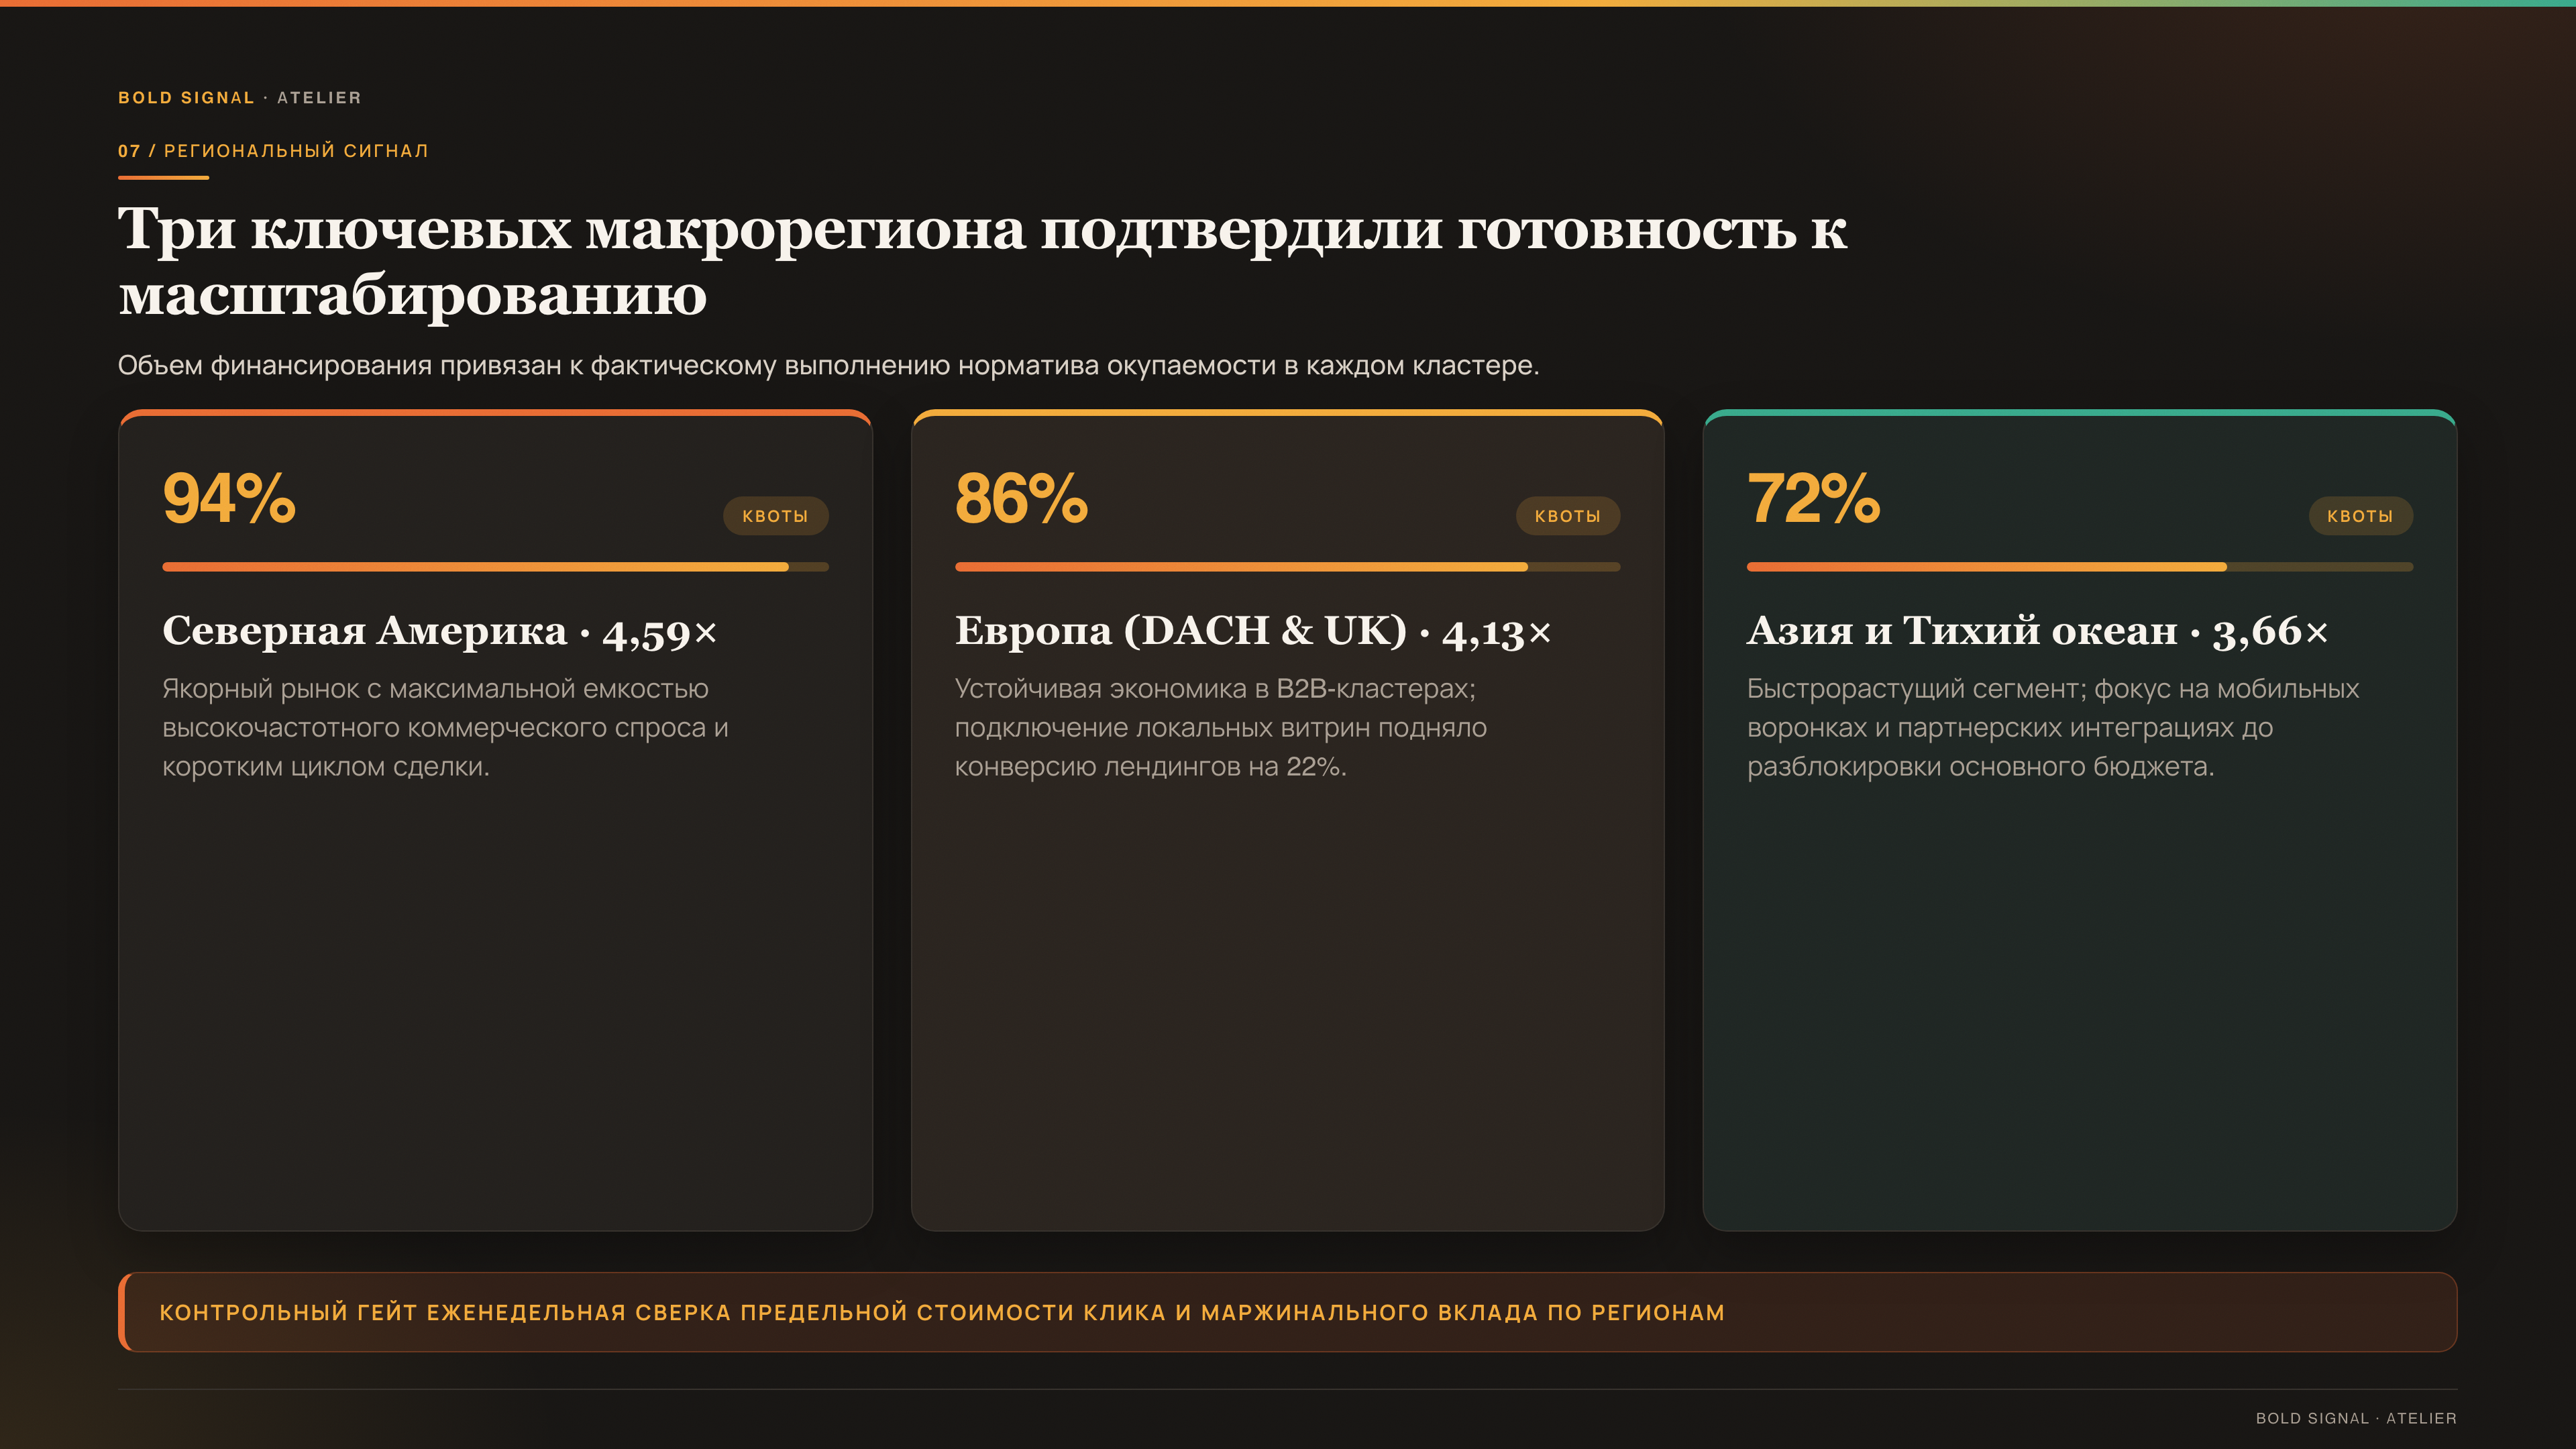 BOLD SIGNAL · ATELIER
07 / РЕГИОНАЛЬНЫЙ СИГНАЛ
Три ключевых макрорегиона подтвердили готовность к
масштабированию
Объем финансирования привязан к фактическому выполнению норматива окупаемости в каждом кластере.
94%
КВОТЫ
Северная Америка · 4,59×
Якорный рынок с максимальной емкостью
высокочастотного коммерческого спроса и
коротким циклом сделки.
86%
КВОТЫ
Европа (DACH & UK) · 4,13×
Устойчивая экономика в B2B-кластерах;
подключение локальных витрин подняло
конверсию лендингов на 22%.
72%
КВОТЫ
Азия и Тихий океан · 3,66×
Быстрорастущий сегмент; фокус на мобильных
воронках и партнерских интеграциях до
разблокировки основного бюджета.
КОНТРОЛЬНЫЙ ГЕЙТ ЕЖЕНЕДЕЛЬНАЯ СВЕРКА ПРЕДЕЛЬНОЙ СТОИМОСТИ КЛИКА И МАРЖИНАЛЬНОГО ВКЛАДА ПО РЕГИОНАМ
BOLD SIGNAL · ATELIER